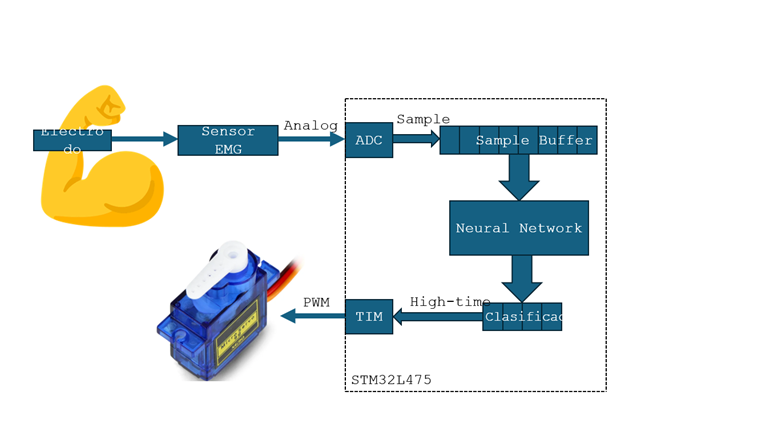 Electro
do
Sensor
EMG
Analog
ADC
Sample
Sample Buffer
Neural Network
High-time
Clasificac
TIM
PWM
STM32L475